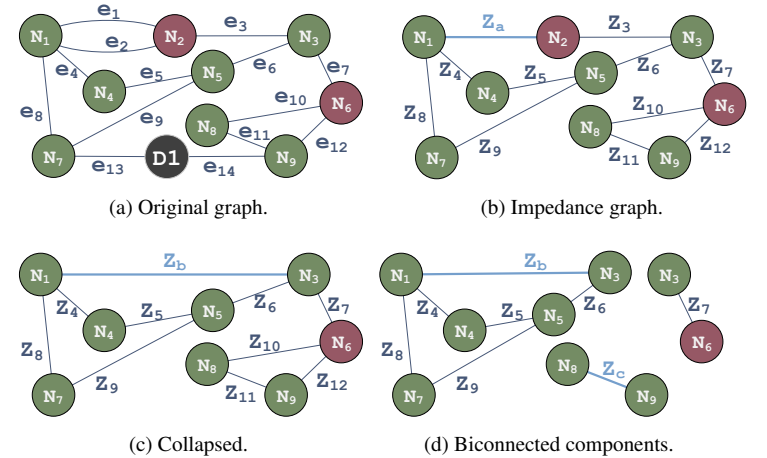 e₁
N₁ N₂ e₃ N₃
e₂
e₄ e₅ N₅ e₆ e₇
N₄ e₁₀ N₆
e₈ e₉ N₈ e₁₁ e₁₂
N₇ e₁₃ D1 e₁₄ N₉
(a) Original graph.
N₁ Zₐ N₂ Z₃ N₃
Z₄ Z₅ N₅ Z₆ Z₇
N₄ Z₁₀ N₆
Z₈ N₈
N₇ Z₉ Z₁₁ N₉ Z₁₂
(b) Impedance graph.
N₁ Z_b N₃
Z₄ Z₅ N₅ Z₆ Z₇
N₄ N₆
Z₈ Z₁₀
Z₉ N₈ Z₁₂
N₇ Z₁₁ N₉
(c) Collapsed.
N₁ Z_b N₃ N₃
Z₄ Z₅ N₅ Z₆ Z₇
N₄ N₆
Z₈ Z₉ N₈ Z_c
N₇ N₉
(d) Biconnected components.